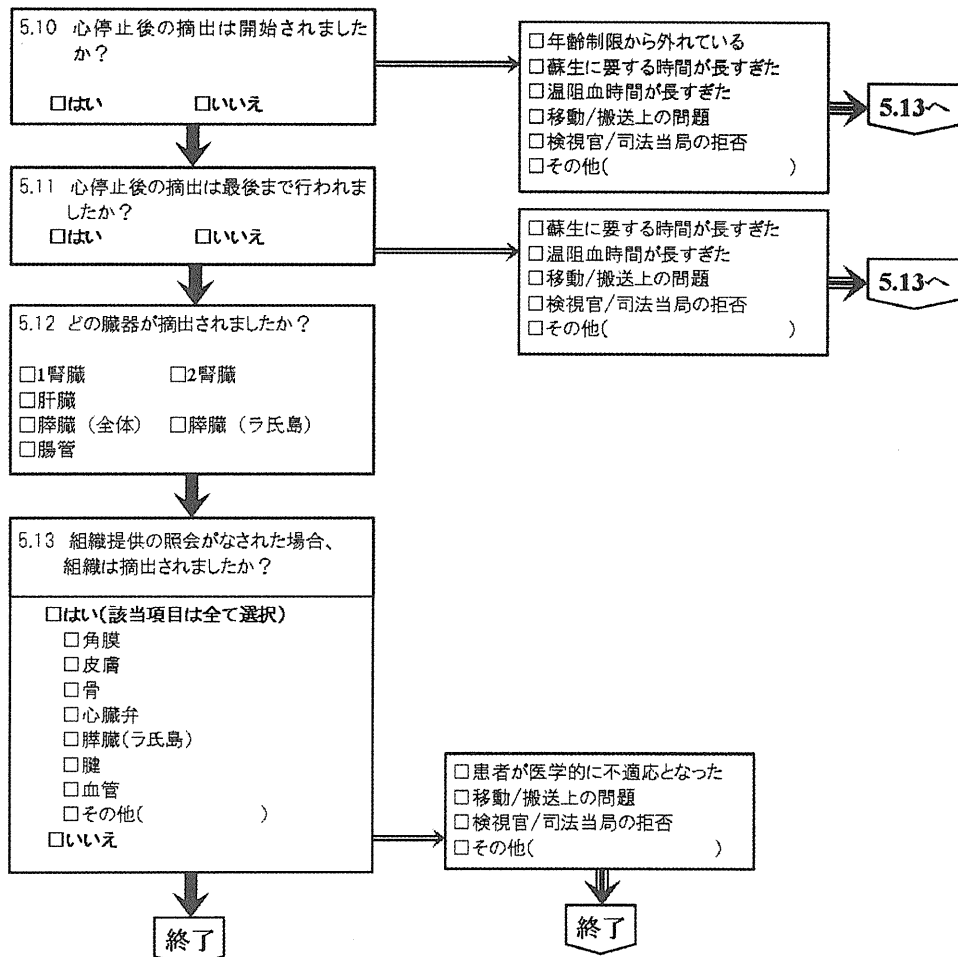 5.10 心停止後の摘出は開始されました
か？
□はい □いいえ
□年齢制限から外れている
□蘇生に要する時間が長すぎた
□温阻血時間が長すぎた
□移動/搬送上の問題
□検視官/司法当局の拒否
□その他( )
5.13へ
5.11 心停止後の摘出は最後まで行われま
したか？
□はい □いいえ
□蘇生に要する時間が長すぎた
□温阻血時間が長すぎた
□移動/搬送上の問題
□検視官/司法当局の拒否
□その他( )
5.13へ
5.12 どの臓器が摘出されましたか？
□1腎臓 □2腎臓
□肝臓
□膵臓（全体） □膵臓（ラ氏島）
□腸管
5.13 組織提供の照会がなされた場合、
組織は摘出されましたか？
□はい(該当項目は全て選択)
□角膜
□皮膚
□骨
□心臓弁
□膵臓(ラ氏島)
□腱
□血管
□その他( )
□いいえ
□患者が医学的に不適応となった
□移動/搬送上の問題
□検視官/司法当局の拒否
□その他( )
終了
終了